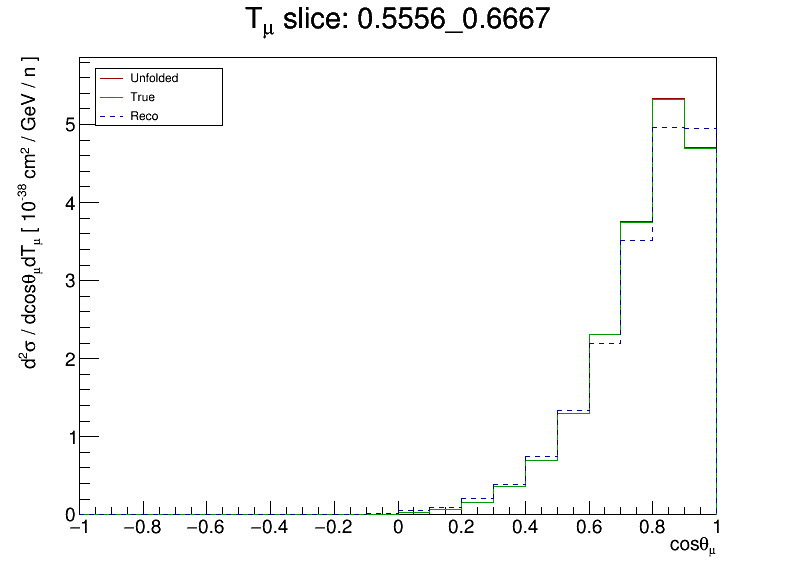 Tμ slice: 0.5556_0.6667
d²σ / dcosθμdTμ [ 10⁻³⁸ cm² / GeV / n ]
Unfolded
True
Reco
5
4
3
2
1
0
−1 −0.8 −0.6 −0.4 −0.2 0 0.2 0.4 0.6 0.8 1
cosθμ